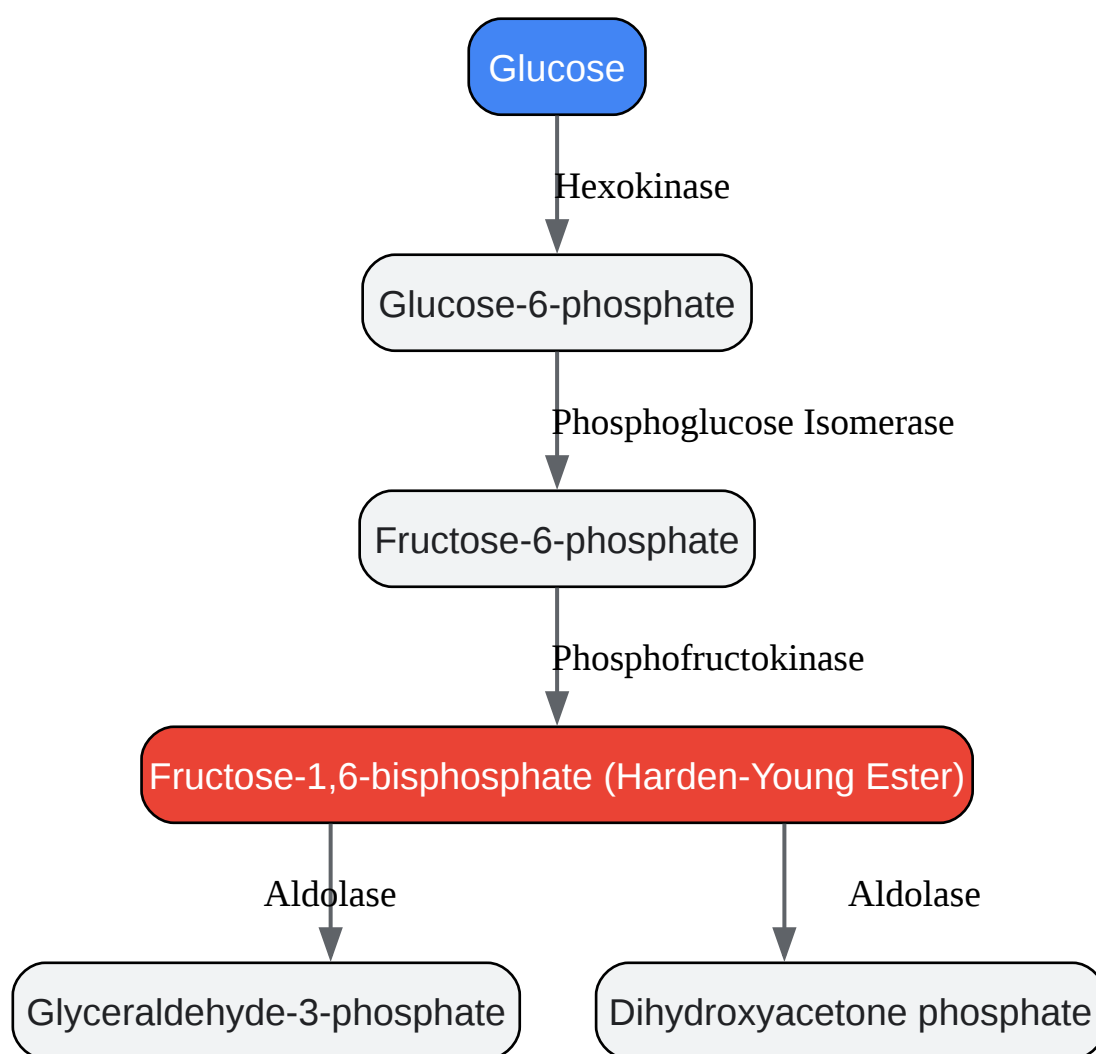 Glucose
Hexokinase
Glucose-6-phosphate
Phosphoglucose Isomerase
Fructose-6-phosphate
Phosphofructokinase
Fructose-1,6-bisphosphate (Harden-Young Ester)
Aldolase
Aldolase
Glyceraldehyde-3-phosphate
Dihydroxyacetone phosphate